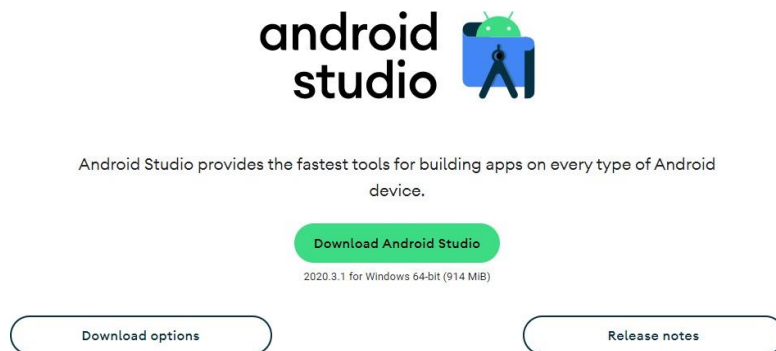 android
studio
Android Studio provides the fastest tools for building apps on every type of Android
device.
Download Android Studio
2020.3.1 for Windows 64-bit (914 MiB)
Download options
Release notes